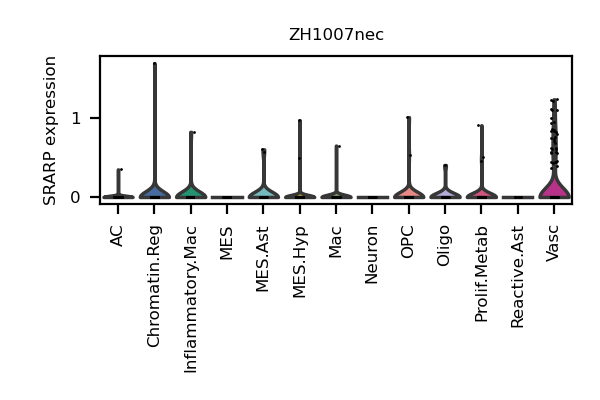 ZH1007nec
SRARP expression
1
0
AC
Chromatin.Reg
Inflammatory.Mac
MES
MES.Ast
MES.Hyp
Mac
Neuron
OPC
Oligo
Prolif.Metab
Reactive.Ast
Vasc